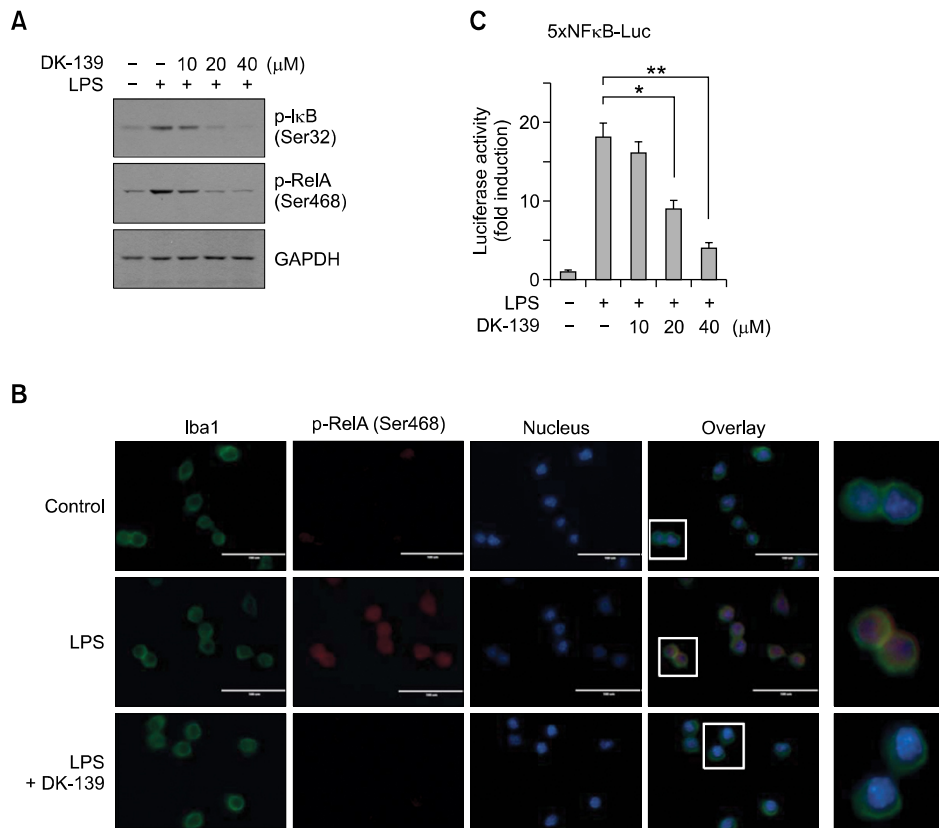 A
DK-139 – – 10 20 40 (μM)
LPS – + + + +
p-IκB
(Ser32)
p-RelA
(Ser468)
GAPDH
C
5xNFκB-Luc
**
*
Luciferase activity
(fold induction)
20
10
0
LPS – + + + +
DK-139 – – 10 20 40 (μM)
B
Iba1 p-RelA (Ser468) Nucleus Overlay
Control
LPS
LPS
+ DK-139